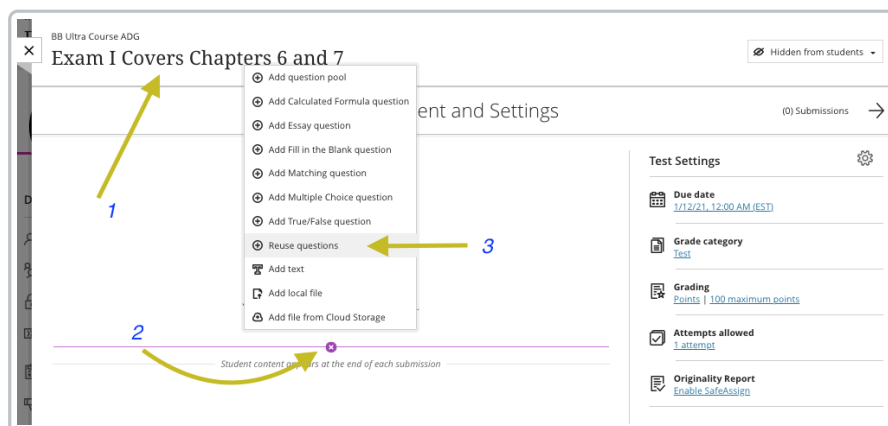 BB Ultra Course ADG
Exam I Covers Chapters 6 and 7
Hidden from students
ent and Settings
(0) Submissions
Add question pool
Add Calculated Formula question
Add Essay question
Add Fill in the Blank question
Add Matching question
Add Multiple Choice question
Add True/False question
Reuse questions
Add text
Add local file
Add file from Cloud Storage
1
2
3
Student content appears at the end of each submission
Test Settings
Due date
1/12/21, 12:00 AM (EST)
Grade category
Test
Grading
Points | 100 maximum points
Attempts allowed
1 attempt
Originality Report
Enable SafeAssign